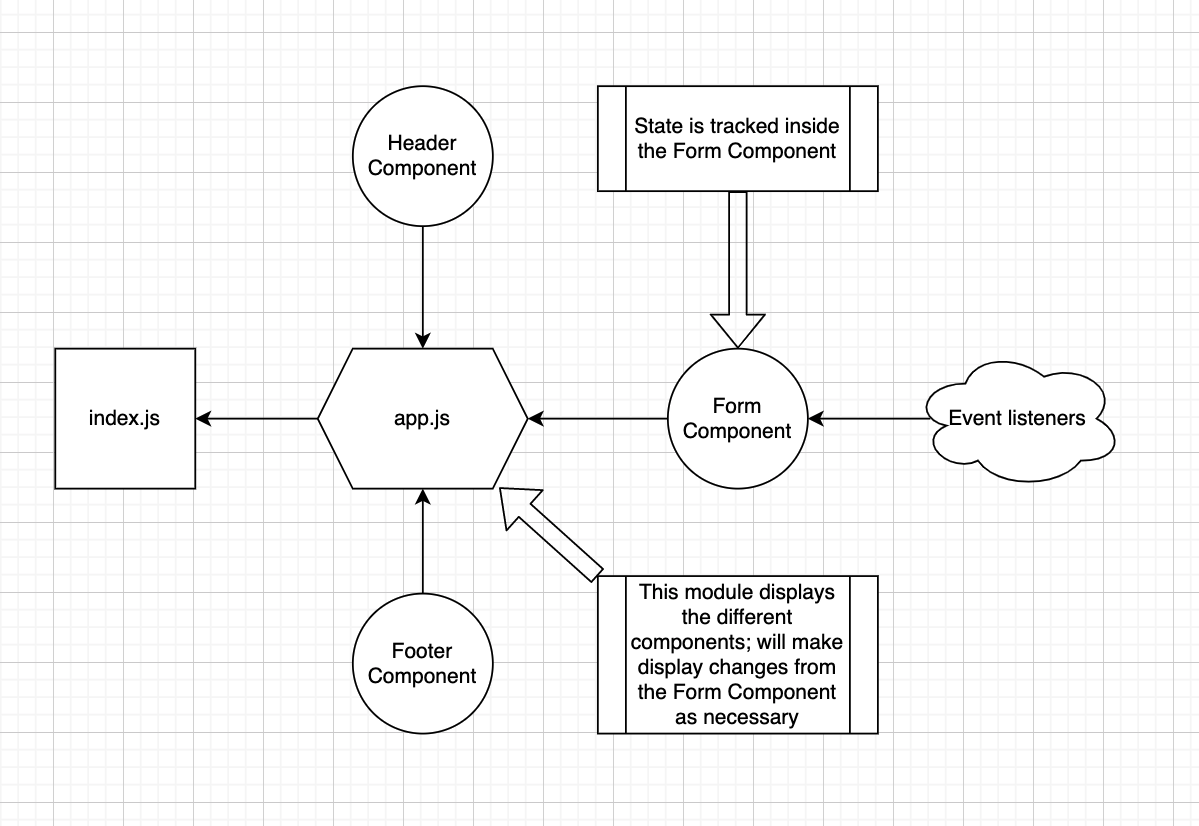 Header
Component
State is tracked inside
the Form Component
index.js
app.js
Form
Component
Event listeners
Footer
Component
This module displays
the different
components; will make
display changes from
the Form Component
as necessary